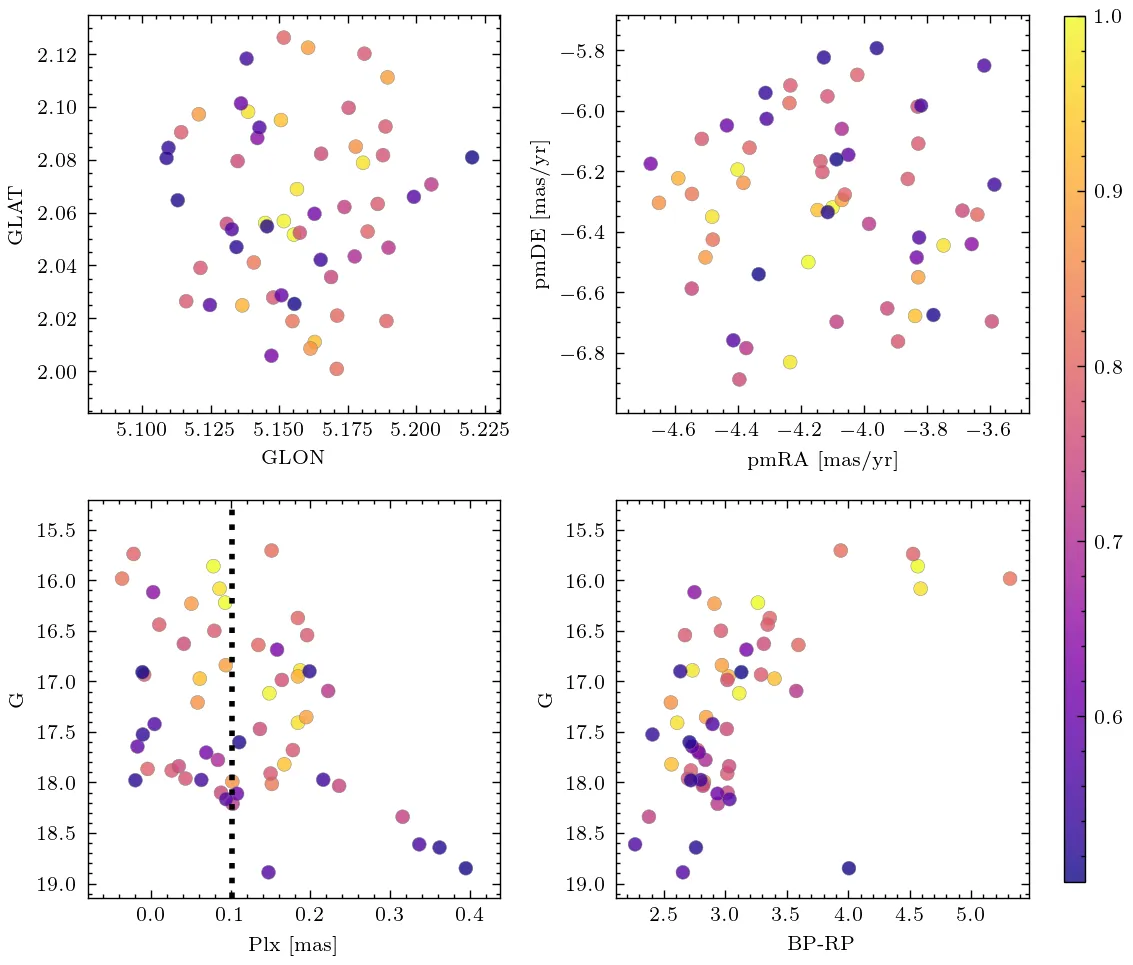 2.12
2.10
2.08
2.06
2.04
2.02
2.00
GLAT
5.100 5.125 5.150 5.175 5.200 5.225
GLON
−5.8
−6.0
−6.2
−6.4
−6.6
−6.8
pmDE [mas/yr]
−4.6 −4.4 −4.2 −4.0 −3.8 −3.6
pmRA [mas/yr]
1.0
0.9
0.8
0.7
0.6
15.5
16.0
16.5
17.0
17.5
18.0
18.5
19.0
G
0.0 0.1 0.2 0.3 0.4
Plx [mas]
15.5
16.0
16.5
17.0
17.5
18.0
18.5
19.0
G
2.5 3.0 3.5 4.0 4.5 5.0
BP-RP